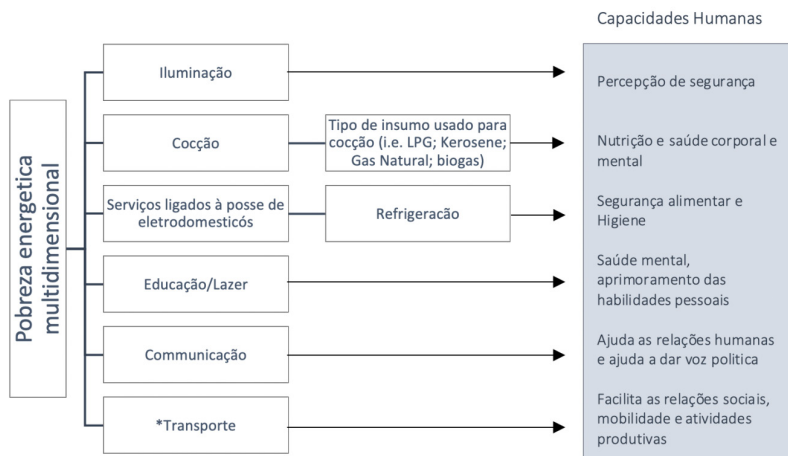 Capacidades Humanas
Pobreza energetica
multidimensional
Iluminação
Percepção de segurança
Cocção
Tipo de insumo usado para
cocção (i.e. LPG; Kerosene;
Gas Natural; biogas)
Nutrição e saúde corporal e
mental
Serviços ligados à posse de
eletrodomesticós
Refrigeracão
Segurança alimentar e
Higiene
Educação/Lazer
Saúde mental,
aprimoramento das
habilidades pessoais
Communicação
Ajuda as relações humanas
e ajuda a dar voz politica
*Transporte
Facilita as relações sociais,
mobilidade e atividades
produtivas